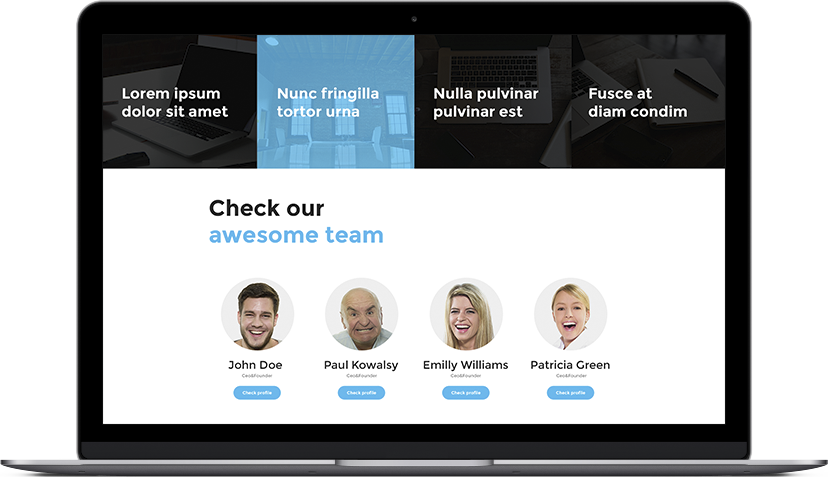 Lorem ipsum
dolor sit amet
Nunc fringilla
tortor urna
Nulla pulvinar
pulvinar est
Fusce at
diam condim
Check our
awesome team
John Doe
Paul Kowalsy
Emilly Williams
Patricia Green
Ceo&Founder
Ceo&Founder
Ceo&Founder
Ceo&Founder
Check profile
Check profile
Check profile
Check profile